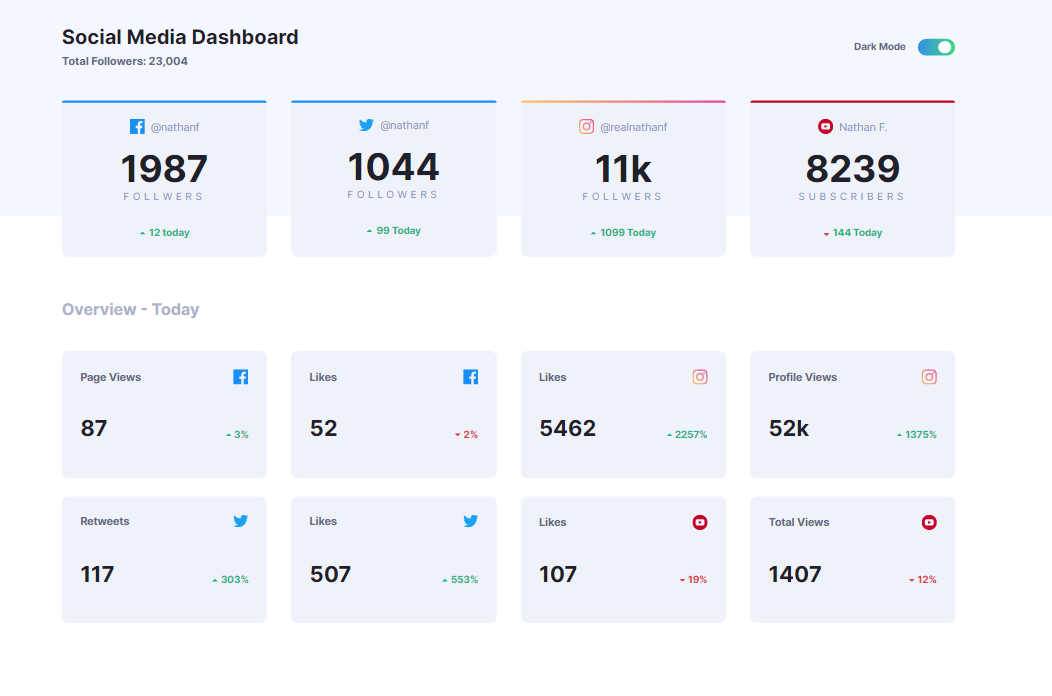 Social Media Dashboard
Total Followers: 23,004
Dark Mode
@nathanf
1987
FOLLWERS
12 today
@nathanf
1044
FOLLOWERS
99 Today
@realnathanf
11k
FOLLWERS
1099 Today
Nathan F.
8239
SUBSCRIBERS
144 Today
Overview - Today
Page Views
87
3%
Likes
52
2%
Likes
5462
2257%
Profile Views
52k
1375%
Retweets
117
303%
Likes
507
553%
Likes
107
19%
Total Views
1407
12%